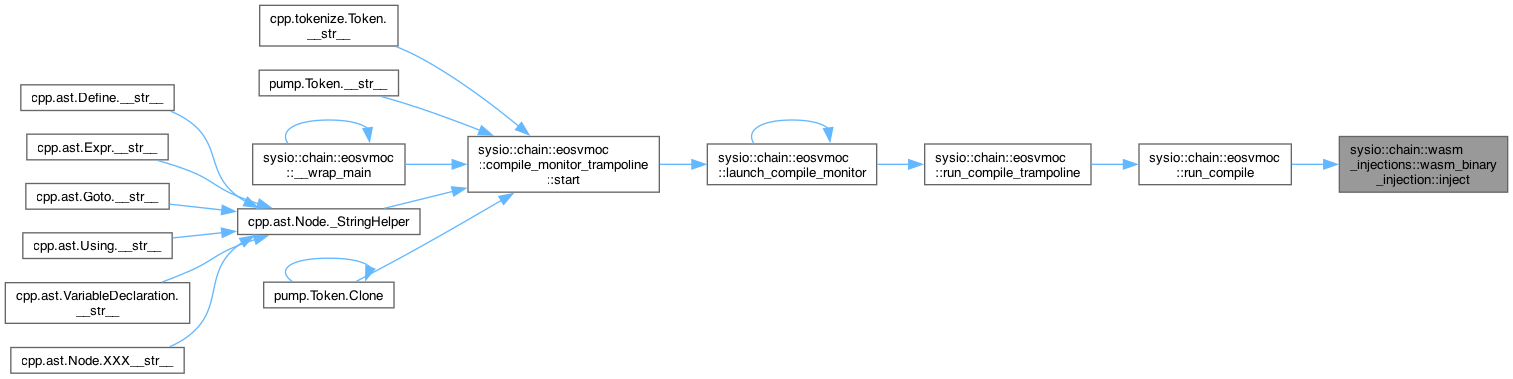 cpp.tokenize.Token.
__str__
pump.Token.__str__
cpp.ast.Define.__str__
cpp.ast.Expr.__str__
sysio::chain::eosvmoc
::__wrap_main
sysio::chain::eosvmoc
::compile_monitor_trampoline
::start
sysio::chain::eosvmoc
::launch_compile_monitor
sysio::chain::eosvmoc
::run_compile_trampoline
sysio::chain::eosvmoc
::run_compile
sysio::chain::wasm
_injections::wasm_binary
_injection::inject
cpp.ast.Goto.__str__
cpp.ast.Node._StringHelper
cpp.ast.Using.__str__
cpp.ast.VariableDeclaration.
__str__
pump.Token.Clone
cpp.ast.Node.XXX__str__